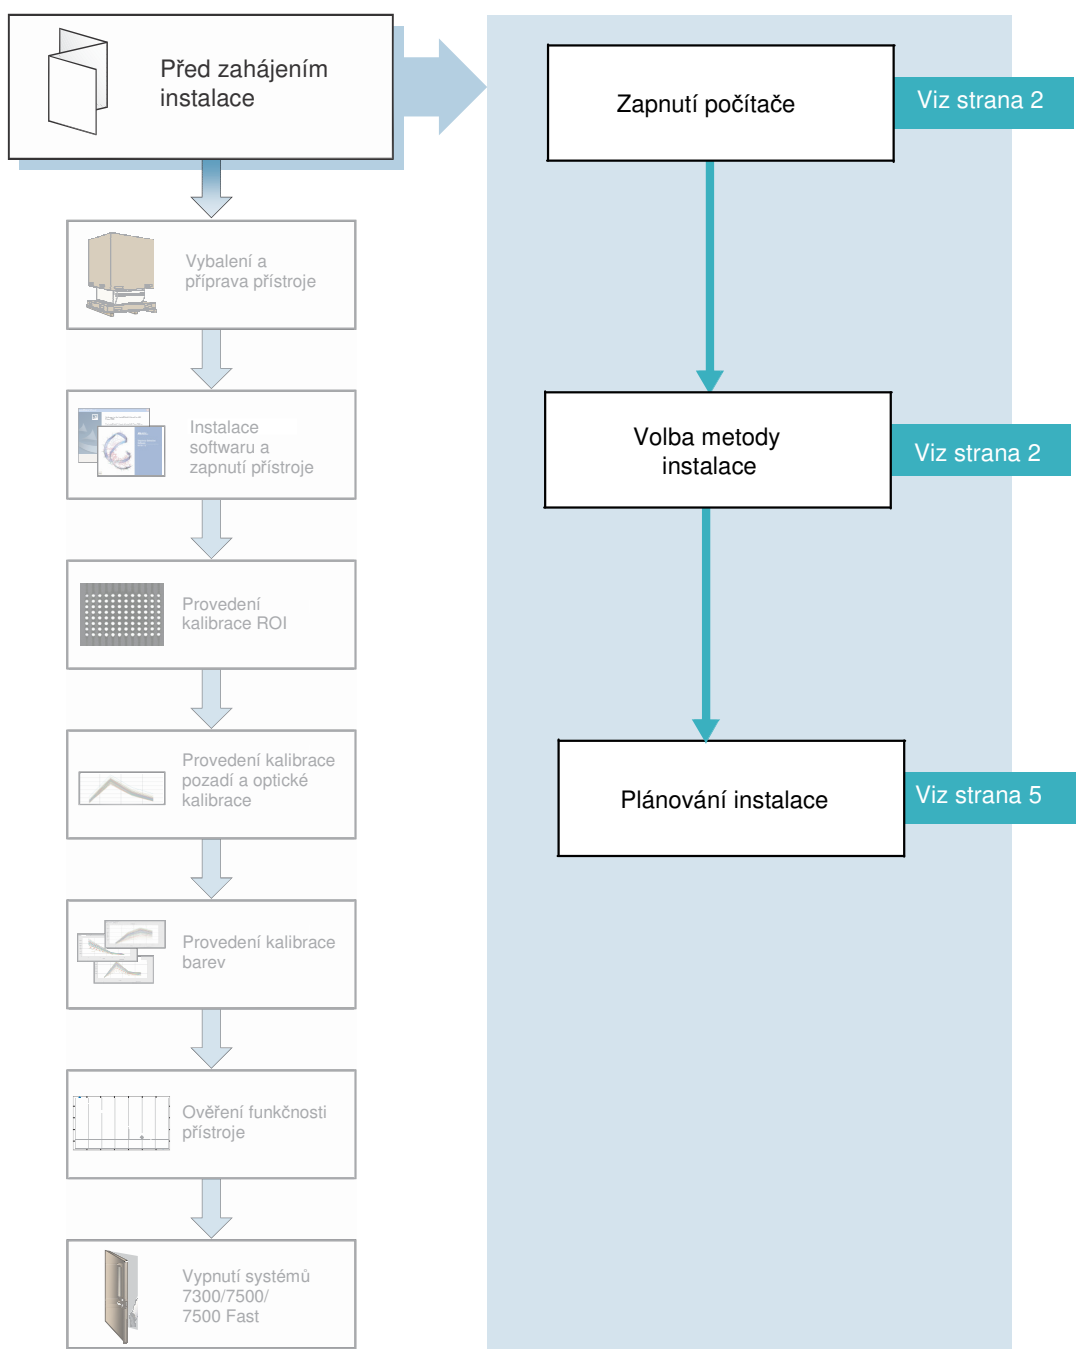 Před zahájením
instalace
Vybalení a
příprava přístroje
Instalace
softwaru a
zapnutí přístroje
Provedení
kalibrace ROI
Provedení kalibrace
pozadí a optické
kalibrace
Provedení kalibrace
barev
Ověření funkčnosti
přístroje
Vypnutí systémů
7300/7500/
7500 Fast
Zapnutí počítače
Viz strana 2
Volba metody
instalace
Viz strana 2
Plánování instalace
Viz strana 5